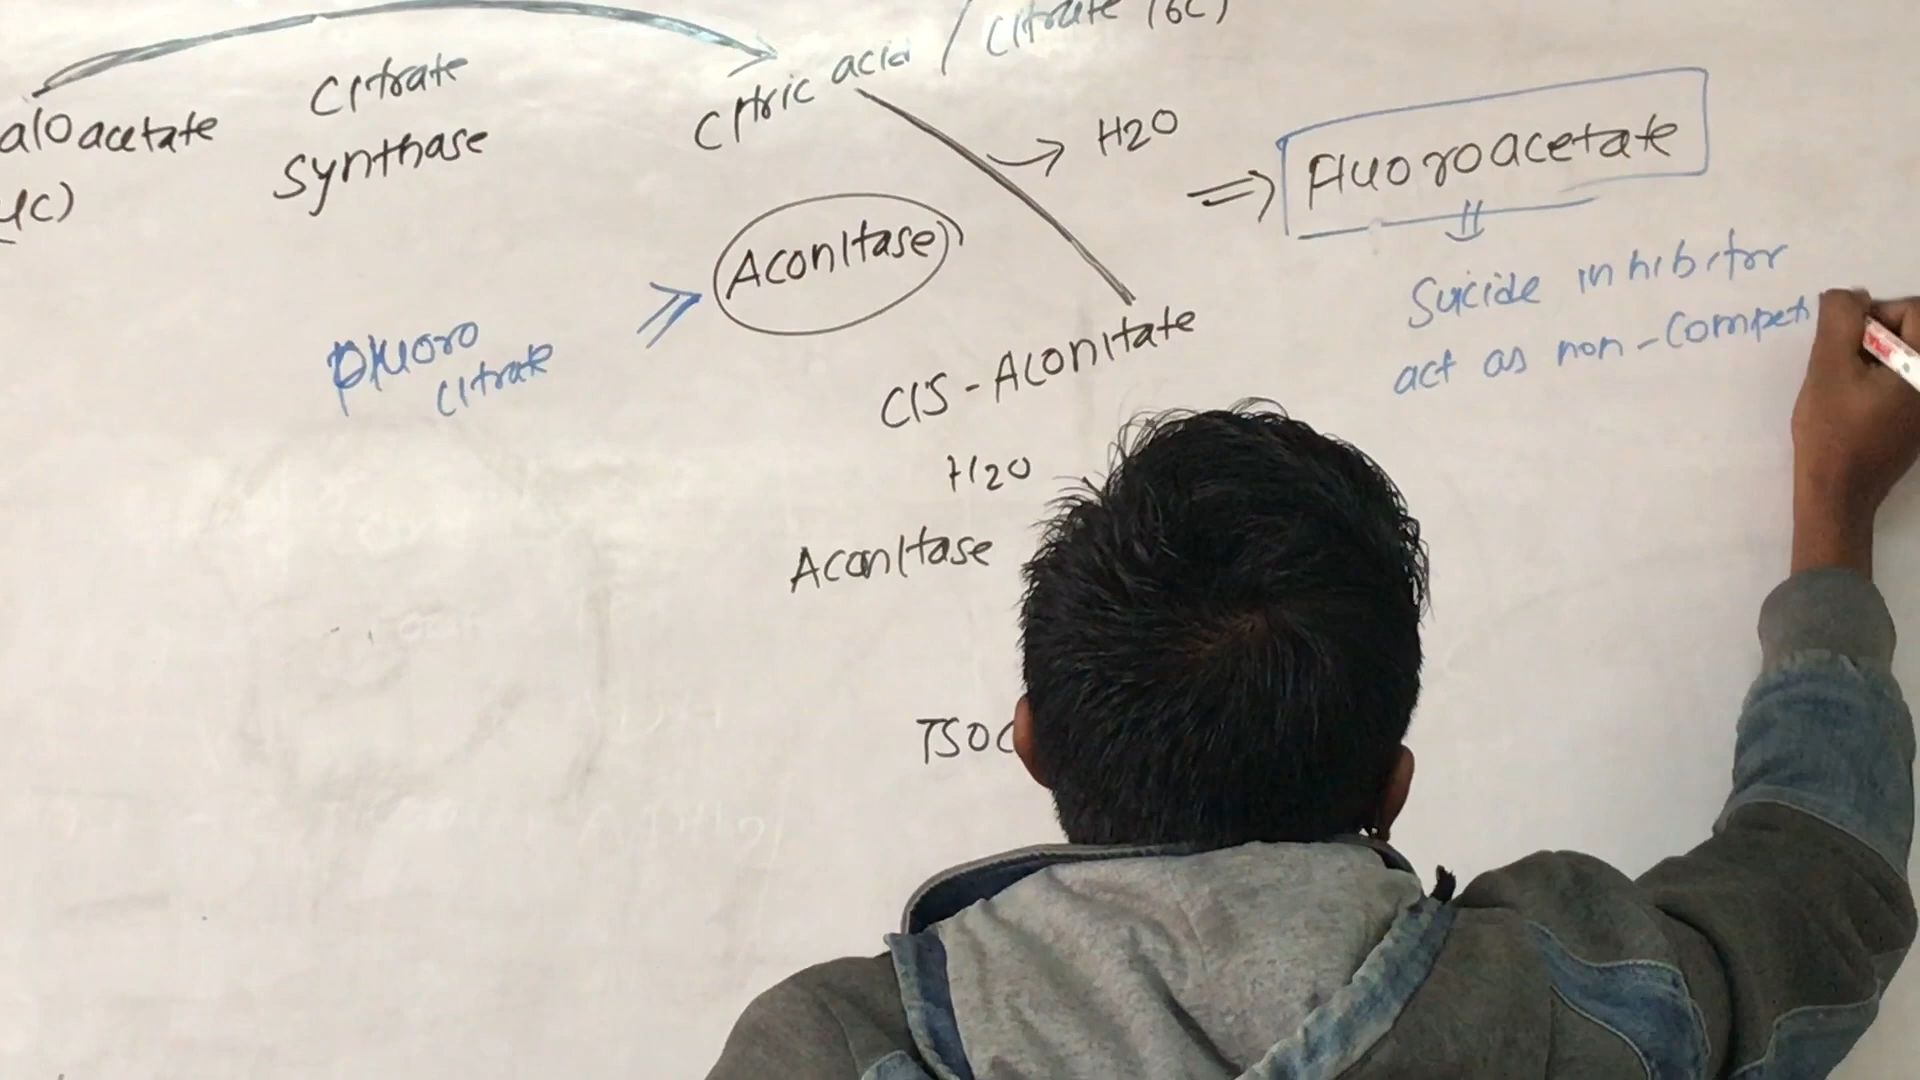 Citric acid / Citrate (6C)
aloacetate
Citrate
synthase
4C)
H2O
⇒ Fluoroacetate
Aconitase
Suicide inhibitor
act as non-competi
fluoro
citrate
CIS-Aconitate
H2O
Aconitase
ISOC